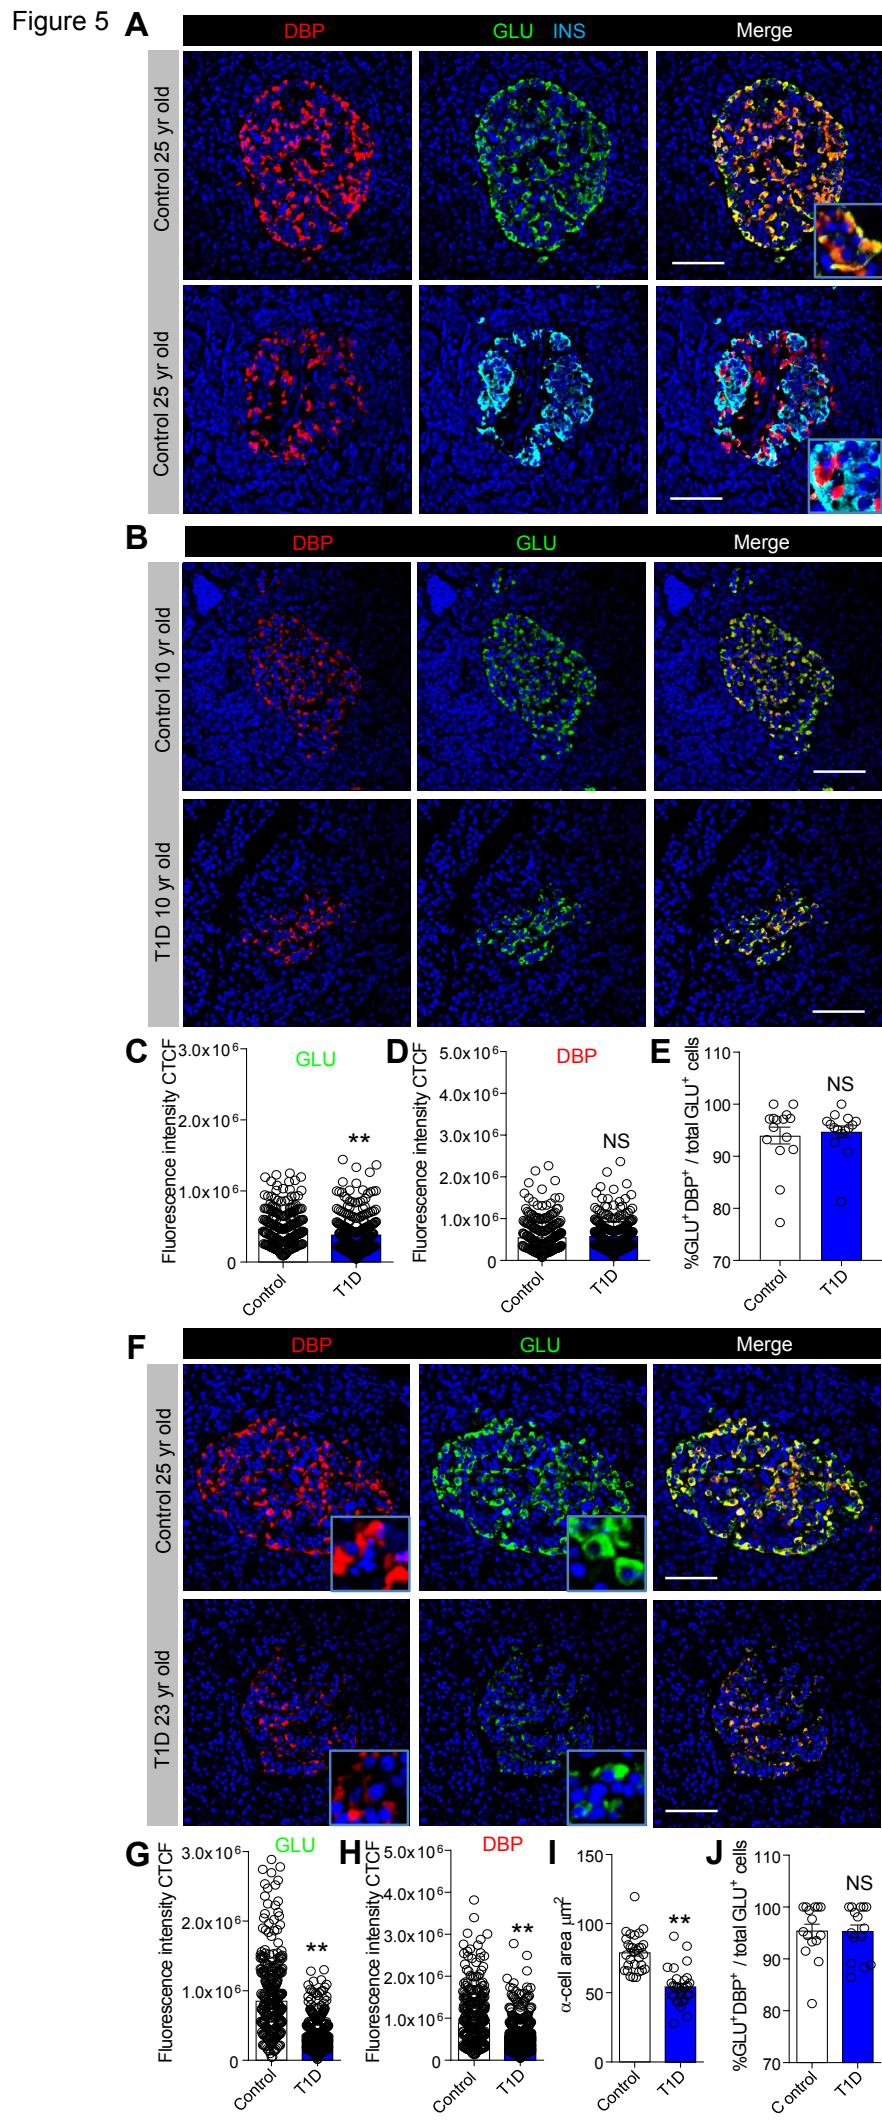 Figure 5
A
DBP GLU INS Merge
Control 25 yr old
Control 25 yr old
B
DBP GLU Merge
Control 10 yr old
T1D 10 yr old
C
Fluorescence intensity CTCF
GLU
3.0x10⁶
2.0x10⁶
1.0x10⁶
0
**
Control T1D
D
Fluorescence intensity CTCF
DBP
5.0x10⁶
4.0x10⁶
3.0x10⁶
2.0x10⁶
1.0x10⁶
0
NS
Control T1D
E
%GLU⁺DBP⁺ / total GLU⁺ cells
110
100
90
80
70
NS
Control T1D
F
DBP GLU Merge
Control 25 yr old
T1D 23 yr old
G
Fluorescence intensity CTCF
GLU
3.0x10⁶
2.0x10⁶
1.0x10⁶
0
**
Control T1D
H
Fluorescence intensity CTCF
DBP
5.0x10⁶
4.0x10⁶
3.0x10⁶
2.0x10⁶
1.0x10⁶
0
**
Control T1D
I
α-cell area μm²
150
100
50
0
**
Control T1D
J
%GLU⁺DBP⁺ / total GLU⁺ cells
110
100
90
80
70
NS
Control T1D